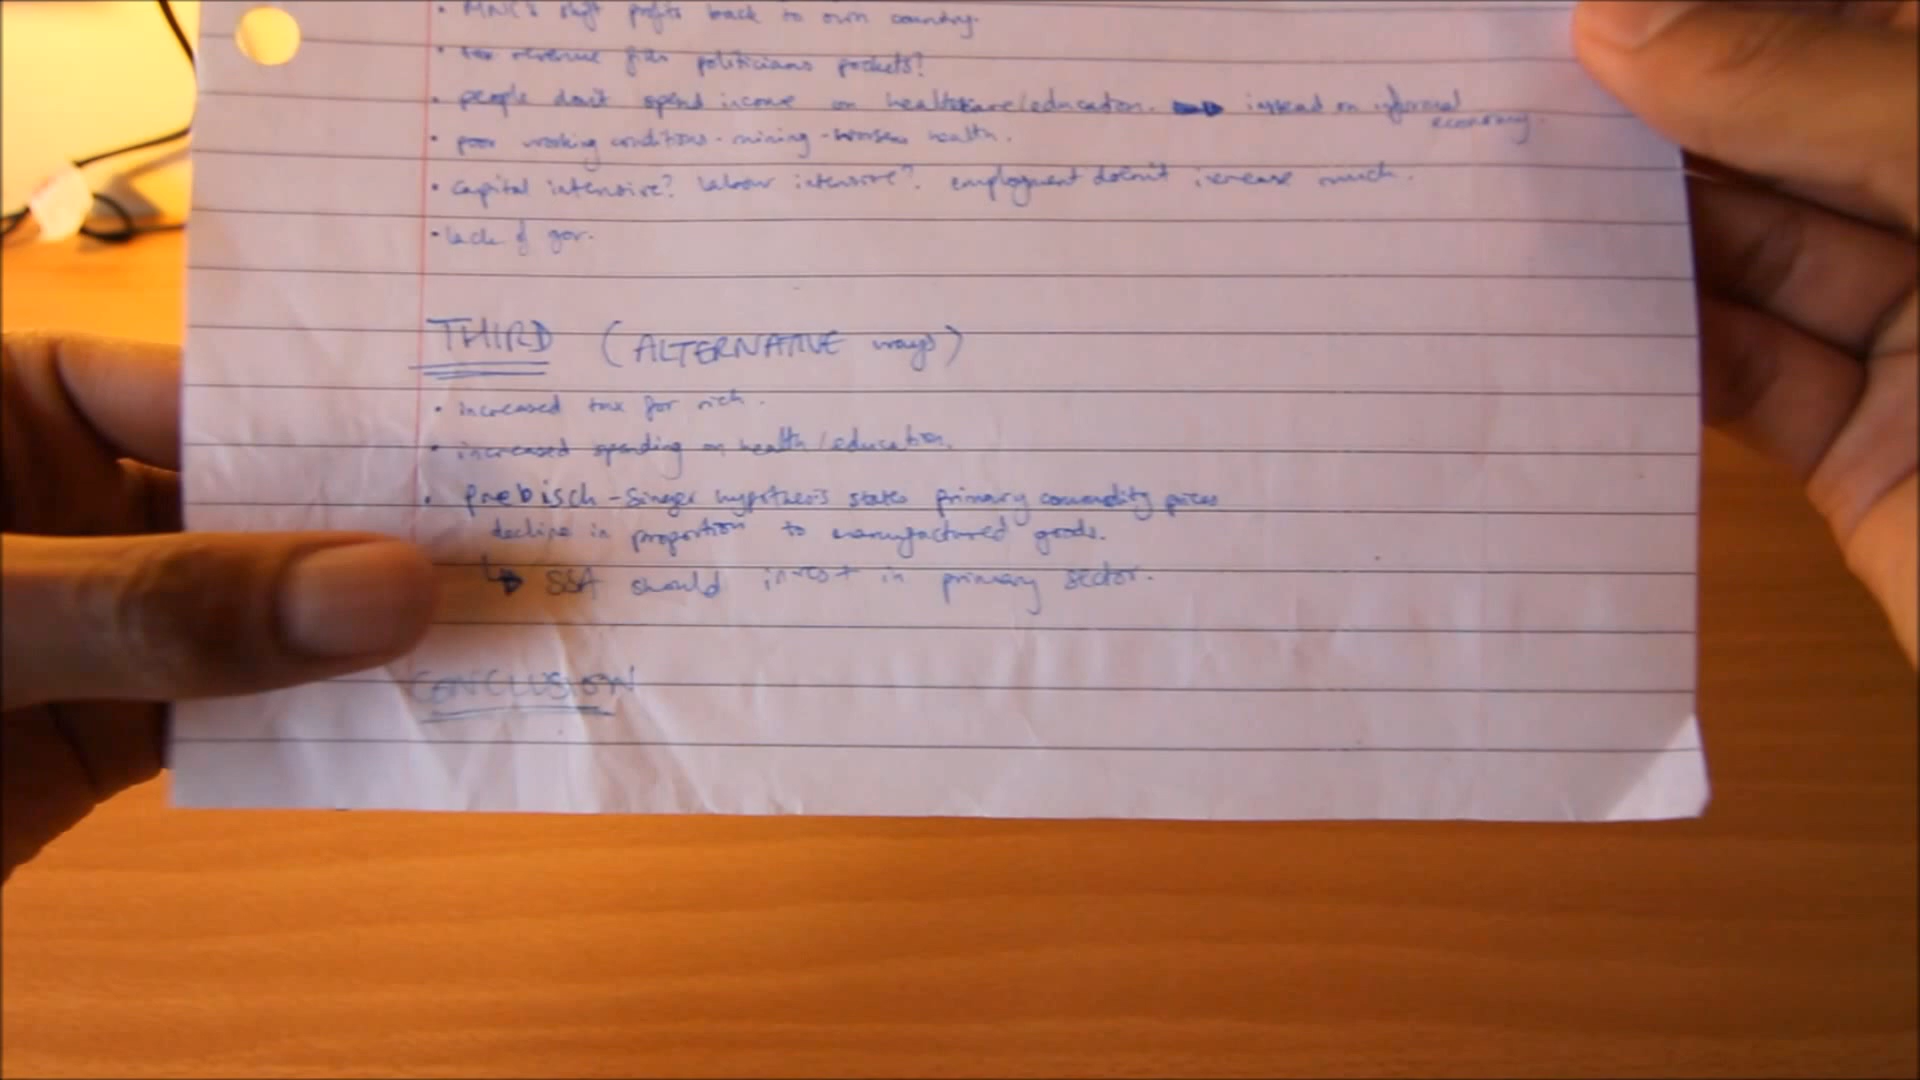 • MNC's shift profits back to own country.
• tax revenue fills politicians pockets?
• people don't spend income on healthcare/education. instead on informal
economy.
• poor working conditions - mining - worsen health.
• capital intensive? labour intensive?. employment doesn't increase much.
• lack of gov.
THIRD (ALTERNATIVE ways)
• increased tax for rich.
• increased spending on health/education.
• Prebisch-Singer hypothesis states primary commodity prices
decline in proportion to manufactured goods.
↳ SSA should invest in primary sector.
CONCLUSION